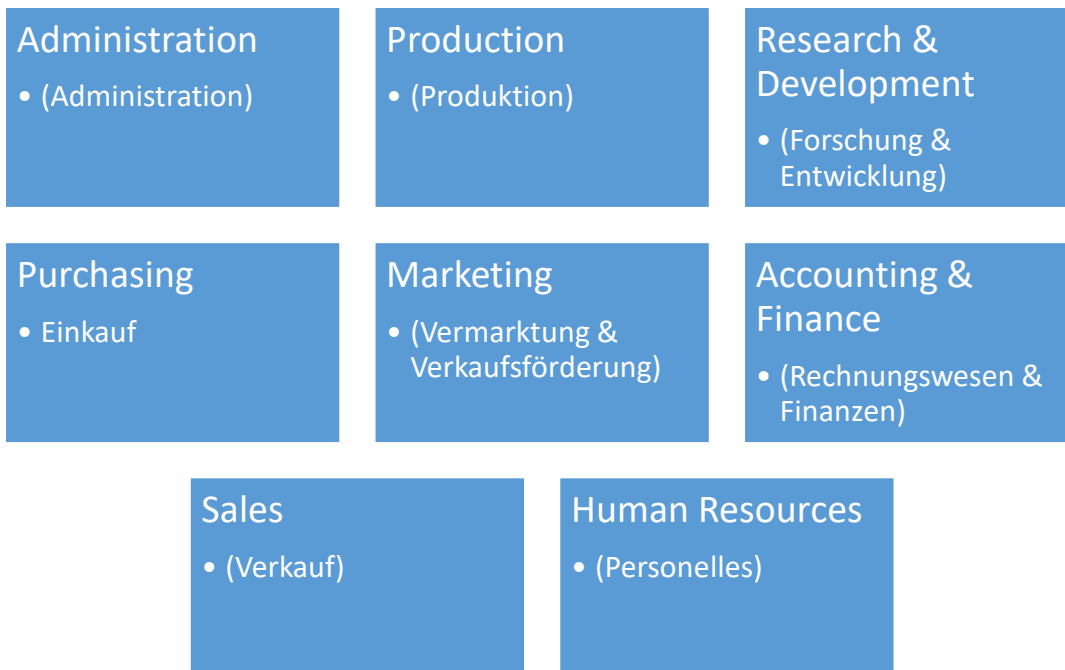 Administration
• (Administration)
Production
• (Produktion)
Research &
Development
• (Forschung &
Entwicklung)
Purchasing
• Einkauf
Marketing
• (Vermarktung &
Verkaufsförderung)
Accounting &
Finance
• (Rechnungswesen &
Finanzen)
Sales
• (Verkauf)
Human Resources
• (Personelles)